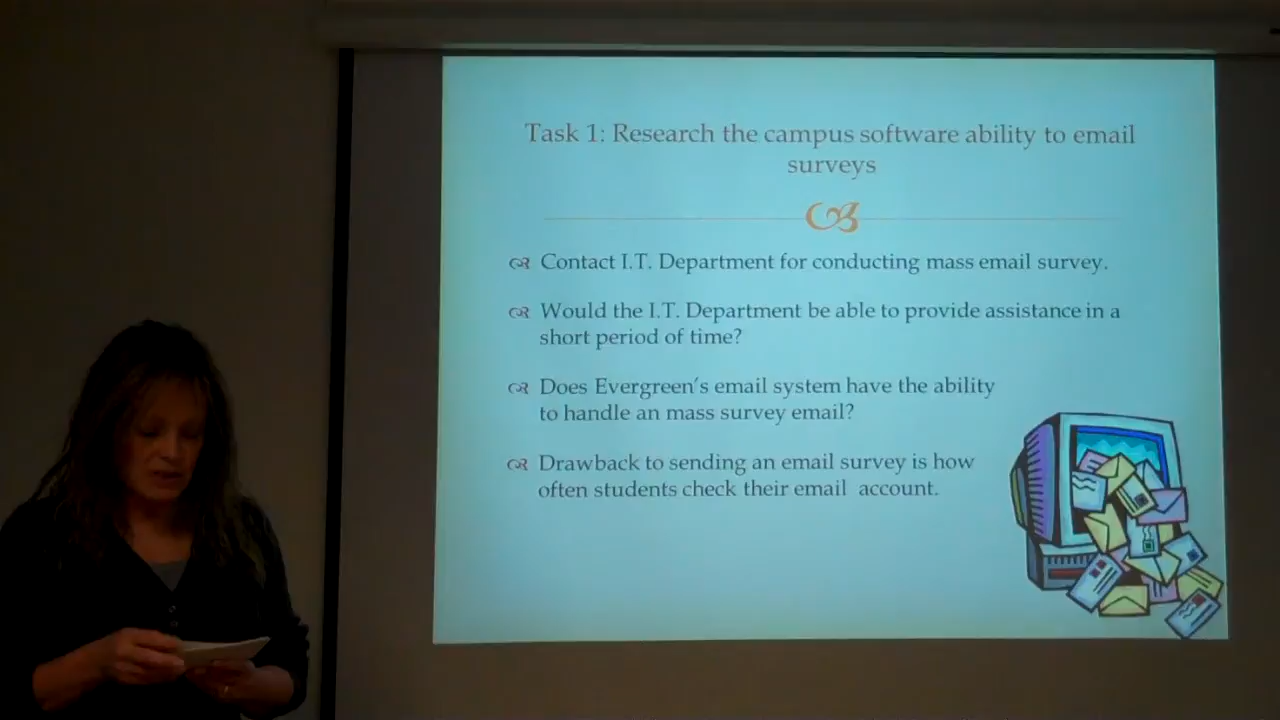 Task 1: Research the campus software ability to email
surveys
Contact I.T. Department for conducting mass email survey.
Would the I.T. Department be able to provide assistance in a
short period of time?
Does Evergreen's email system have the ability
to handle an mass survey email?
Drawback to sending an email survey is how
often students check their email account.